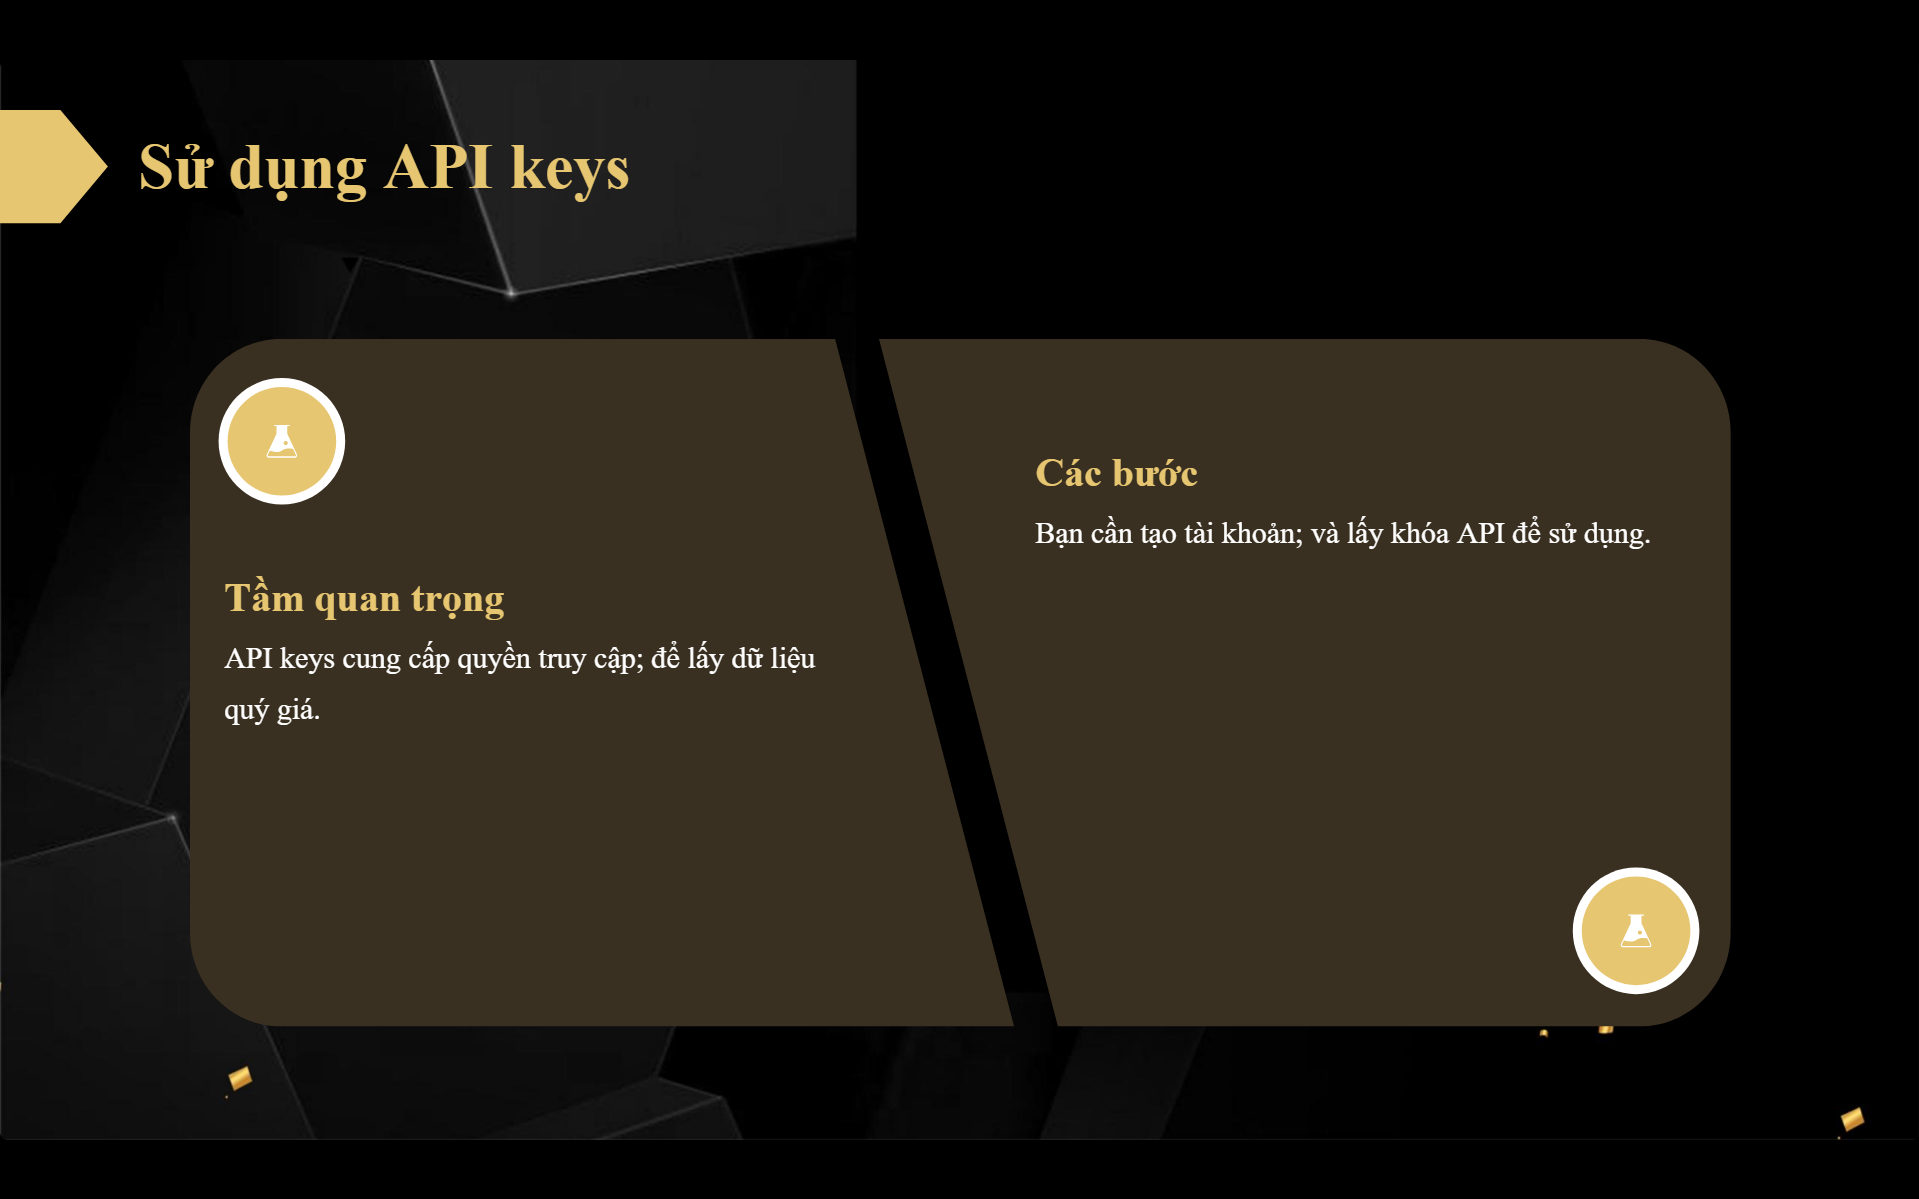 Sử dụng API keys
Tầm quan trọng
API keys cung cấp quyền truy cập; để lấy dữ liệu
quý giá.
Các bước
Bạn cần tạo tài khoản; và lấy khóa API để sử dụng.